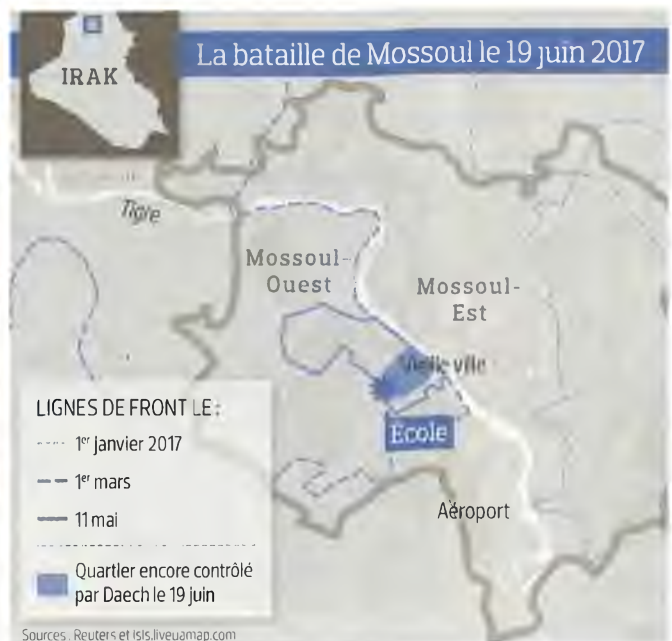 La bataille de Mossoul le 19 juin 2017
IRAK
Tigre
Mossoul-
Ouest
Mossoul-
Est
Vieille ville
École
Aéroport
LIGNES DE FRONT LE :
1er janvier 2017
1er mars
11 mai
Quartier encore contrôlé
par Daech le 19 juin
Sources : Reuters et isis.liveuamap.com